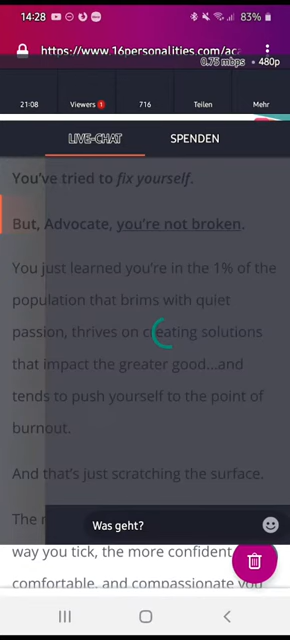 14:28
83%
https://www.16personalities.com/ac
0.75 mbps • 480p
21:08 Viewers 1 716 Teilen Mehr
LIVE-CHAT SPENDEN
You've tried to fix yourself.
But, Advocate, you're not broken.
You just learned you're in the 1% of the
population that brims with quiet
passion, thrives on creating solutions
that impact the greater good...and
tends to push yourself to the point of
burnout.
And that's just scratching the surface.
The
Was geht?
way you tick, the more confident
comfortable, and compassionate you